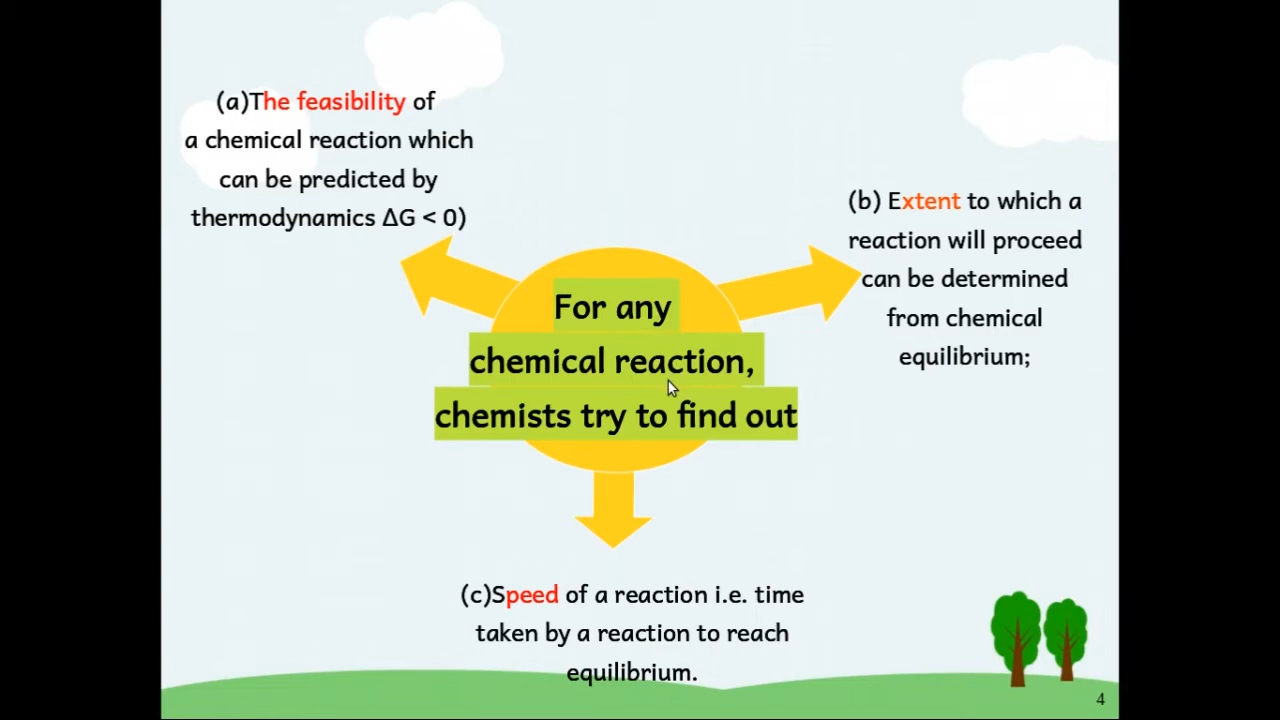 (a)The feasibility of
a chemical reaction which
can be predicted by
thermodynamics ΔG < 0)
(b) Extent to which a
reaction will proceed
can be determined
from chemical
equilibrium;
For any
chemical reaction,
chemists try to find out
(c)Speed of a reaction i.e. time
taken by a reaction to reach
equilibrium.
4